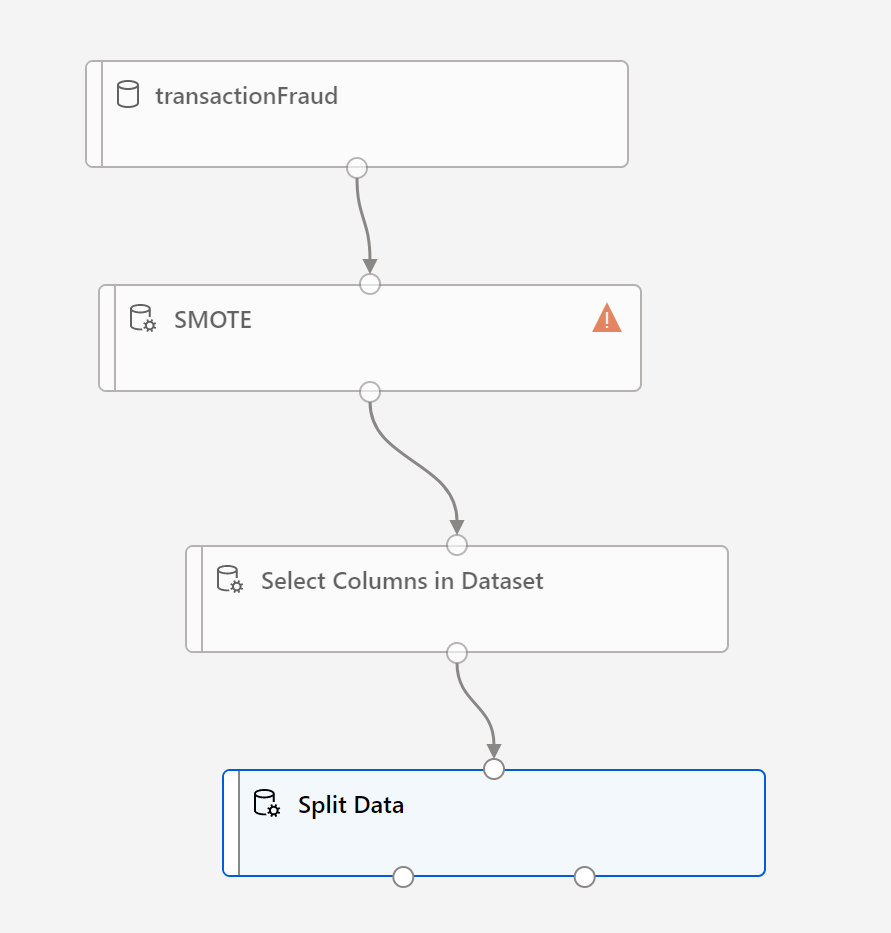 transactionFraud
SMOTE
Select Columns in Dataset
Split Data